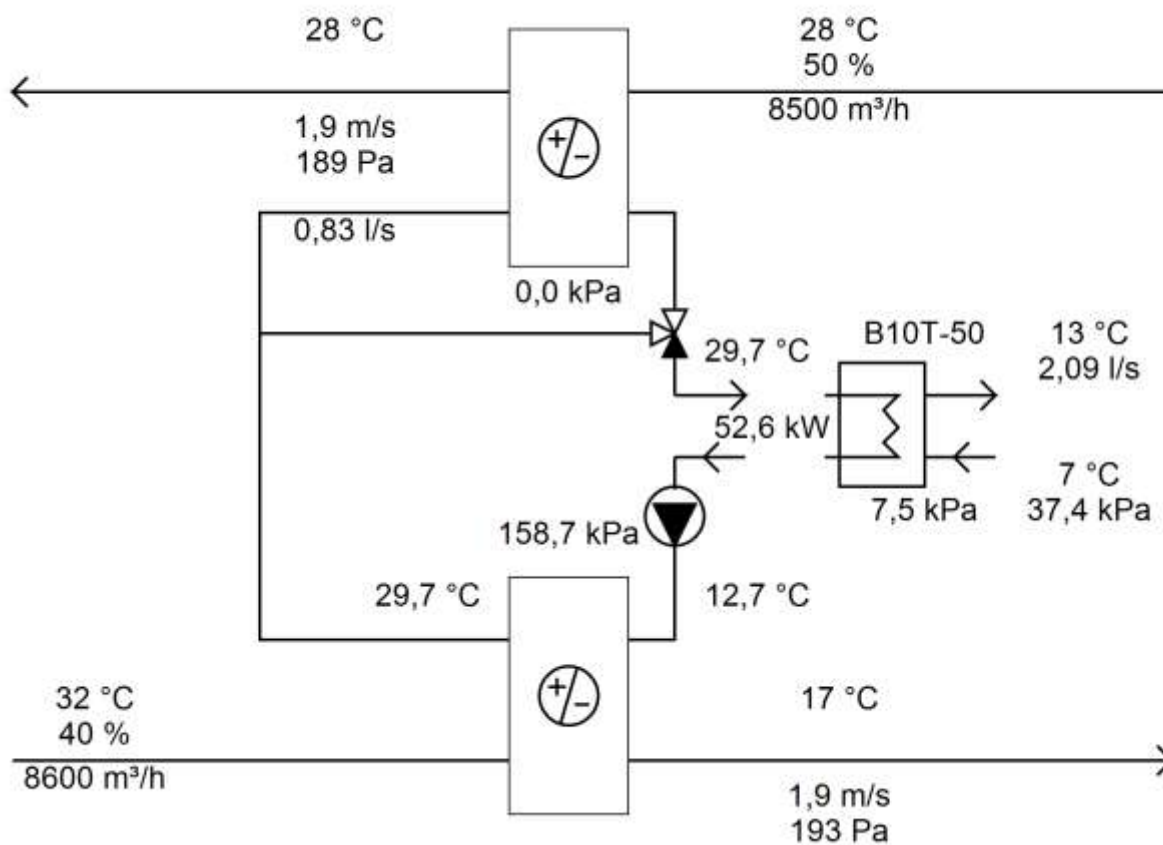 28 °C
28 °C
50 %
8500 m³/h
1,9 m/s
189 Pa
0,83 l/s
0,0 kPa
29,7 °C
B10T-50
13 °C
2,09 l/s
52,6 kW
7 °C
7,5 kPa
37,4 kPa
158,7 kPa
29,7 °C
12,7 °C
32 °C
40 %
8600 m³/h
17 °C
1,9 m/s
193 Pa